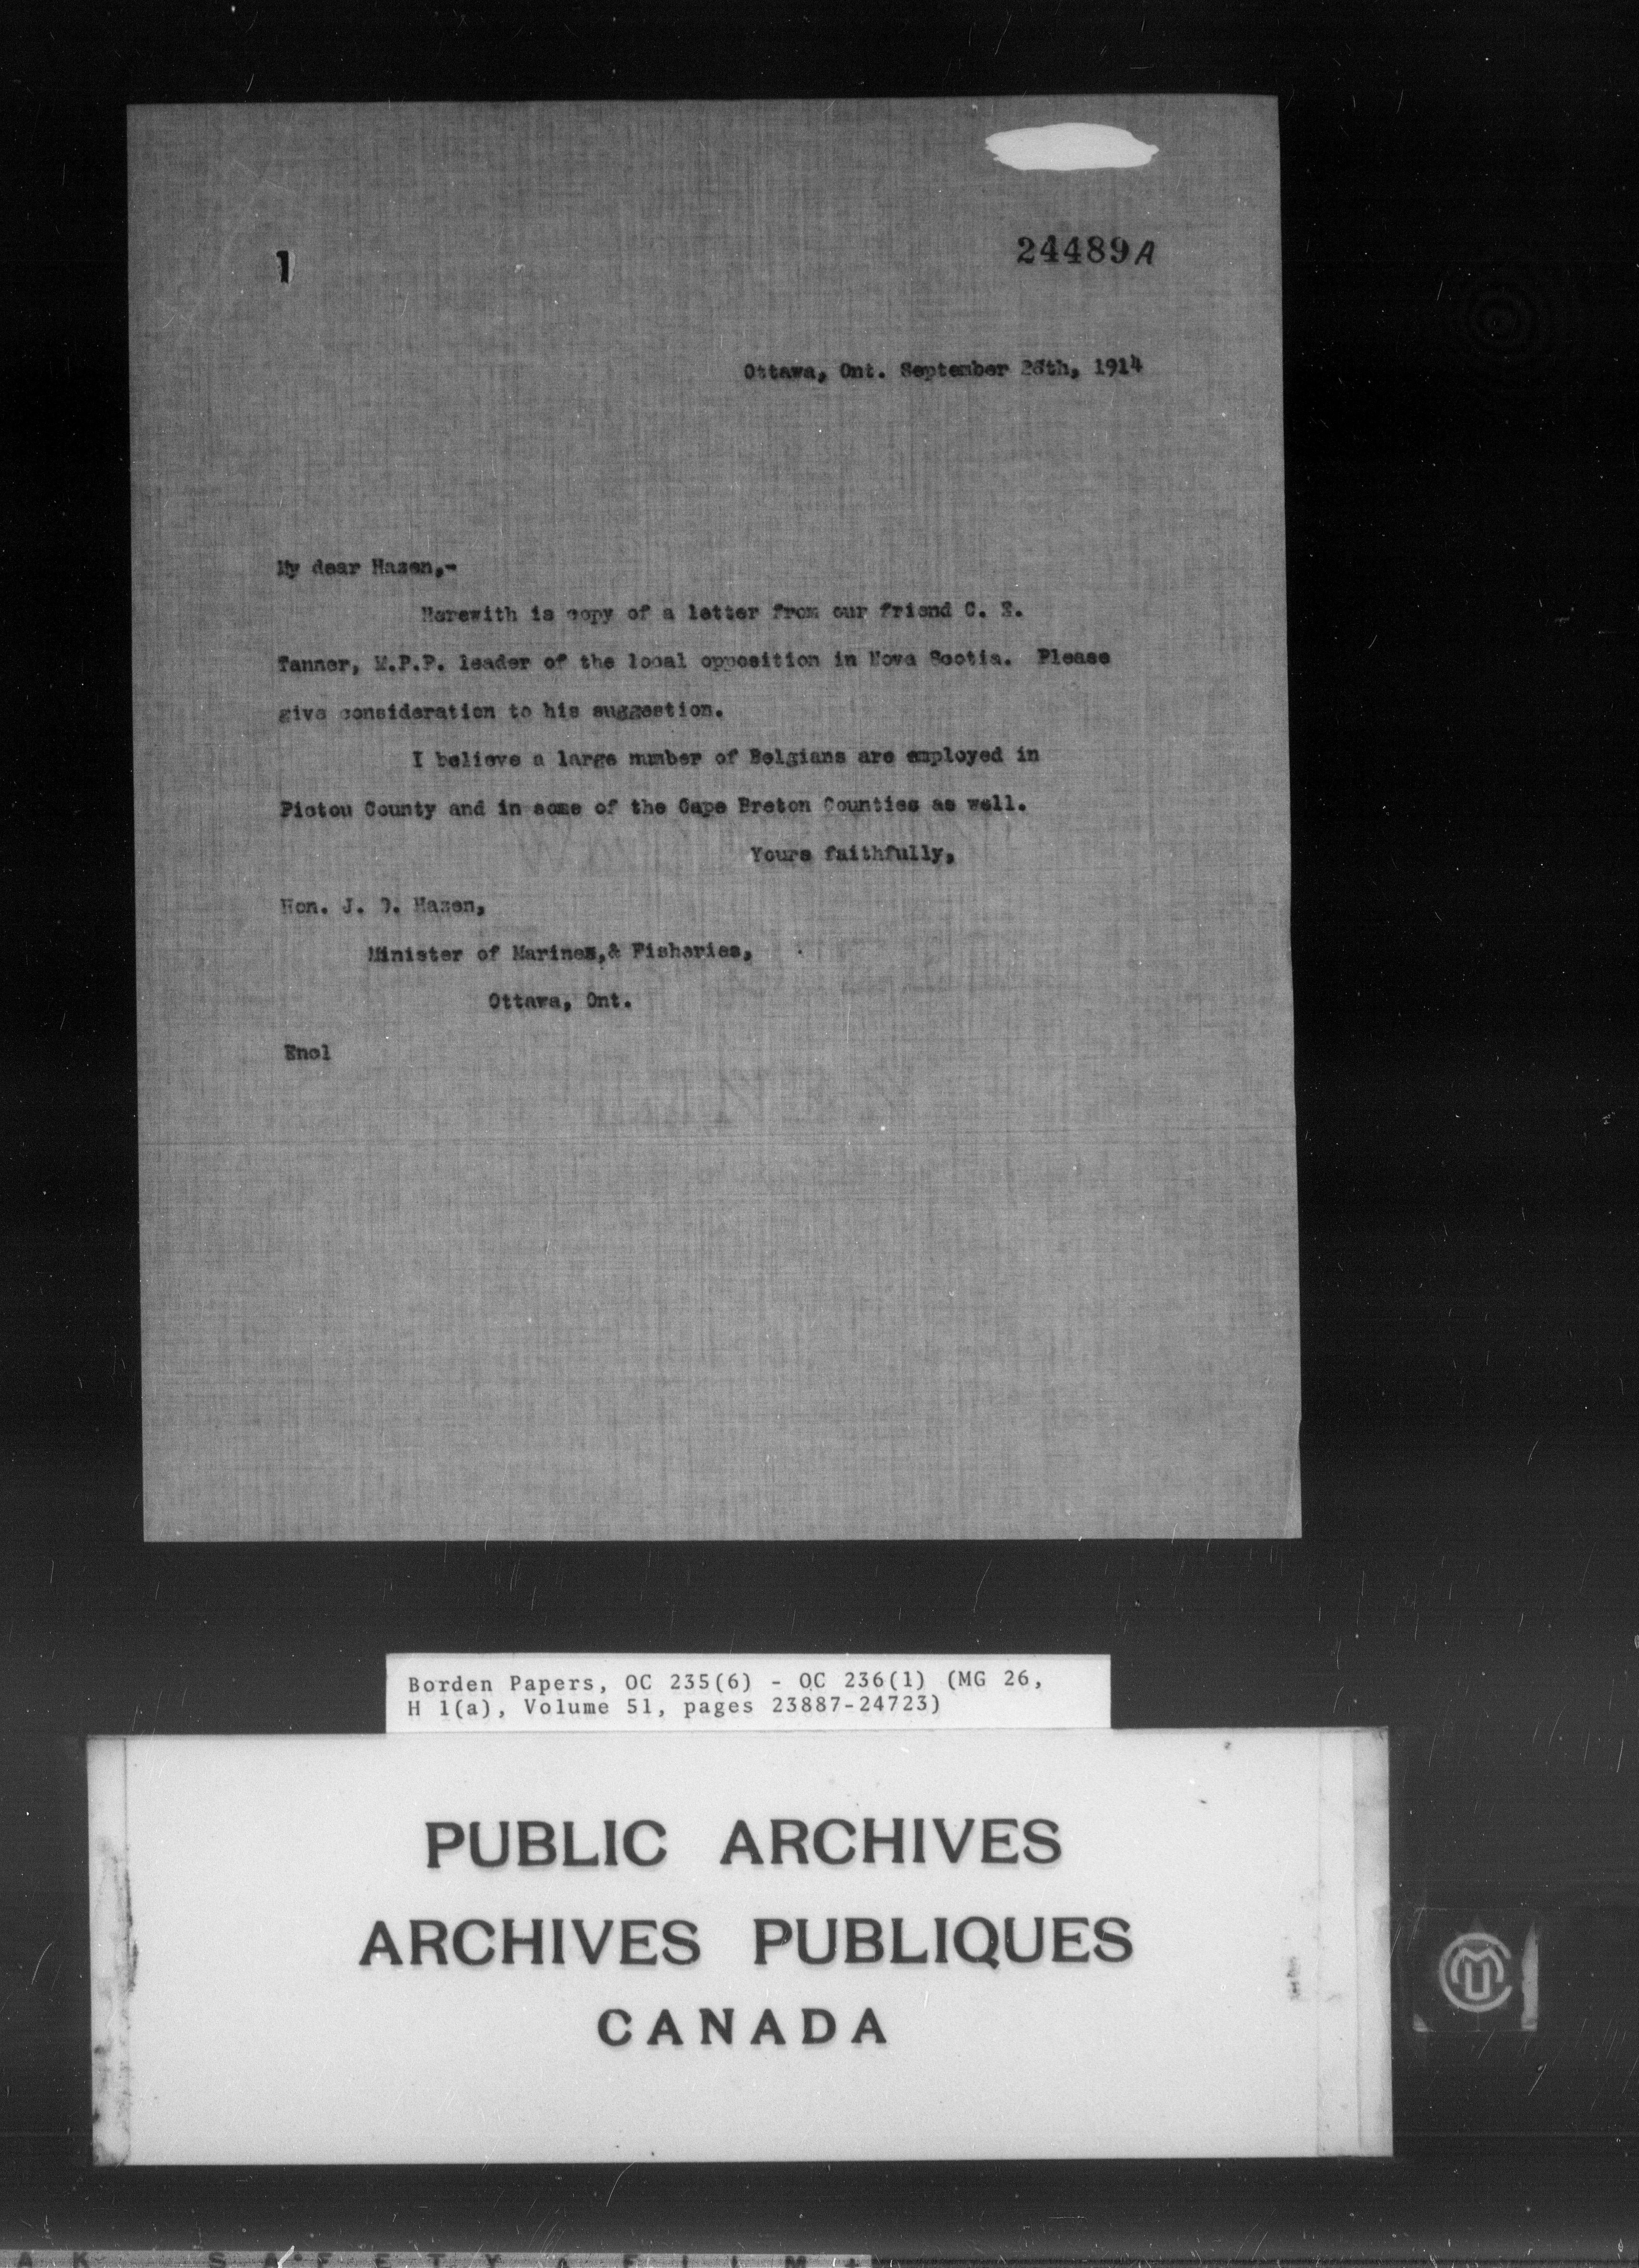 1
24489A
Ottawa, Ont. September 26th, 1914
My dear Hazen,-
Herewith is copy of a letter from our friend C. E.
Tanner, M.P.P. leader of the local opposition in Nova Scotia. Please
give consideration to his suggestion.
I believe a large number of Belgians are employed in
Pictou County and in some of the Cape Breton Counties as well.
Yours faithfully,
Hon. J. D. Hazen,
Minister of Marine,& Fisheries,
Ottawa, Ont.
Encl
Borden Papers, OC 235(6) - OC 236(1) (MG 26,
H 1(a), Volume 51, pages 23887-24723)
PUBLIC ARCHIVES
ARCHIVES PUBLIQUES
CANADA
SAFETY FILM